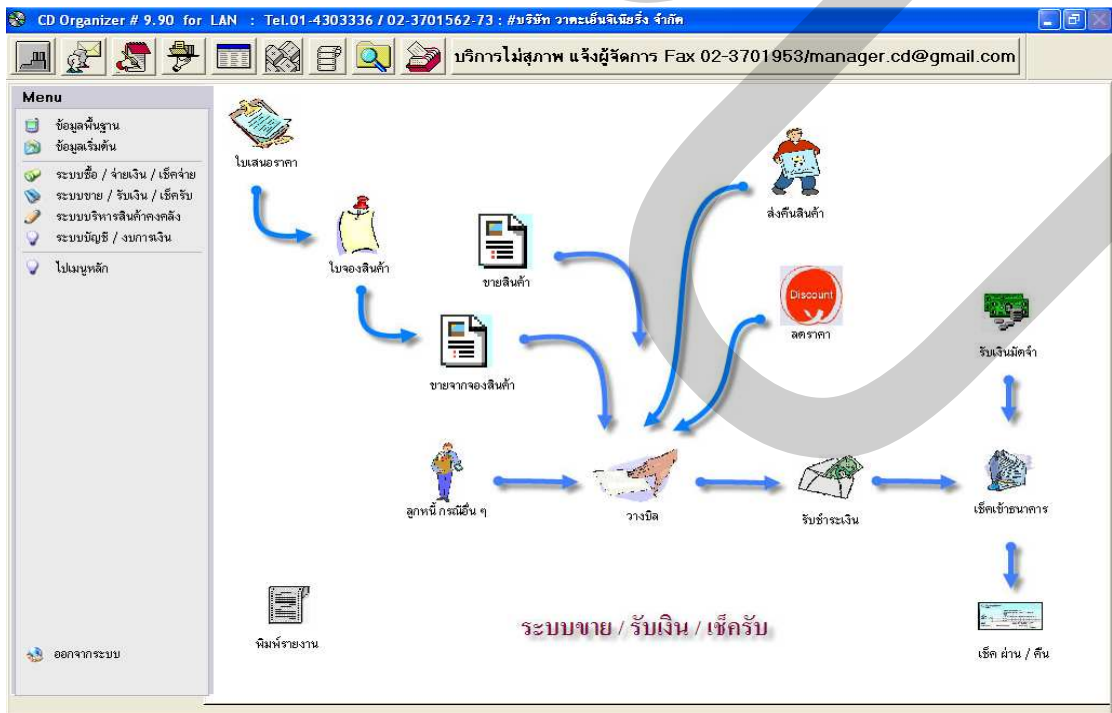 CD Organizer # 9.90 for LAN : Tel.01-4303336 / 02-3701562-73 : #บริษัท วาตะเอ็นจิเนียริ่ง จำกัด
บริการไม่สุภาพ แจ้งผู้จัดการ Fax 02-3701953/manager.cd@gmail.com
Menu
ข้อมูลพื้นฐาน
ข้อมูลเริ่มต้น
ระบบซื้อ / จ่ายเงิน / เช็คจ่าย
ระบบขาย / รับเงิน / เช็ครับ
ระบบบริหารสินค้าคงคลัง
ระบบบัญชี / งบการเงิน
ไปเมนูหลัก
ออกจากระบบ
ใบเสนอราคา
ส่งคืนสินค้า
ใบจองสินค้า
ขายสินค้า
Discount
ลดราคา
รับเงินมัดจำ
ขายจากจองสินค้า
ลูกหนี้ กรณีอื่น ๆ
วางบิล
รับชำระเงิน
เช็คเข้าธนาคาร
พิมพ์รายงาน
ระบบขาย / รับเงิน / เช็ครับ
เช็ค ผ่าน / คืน